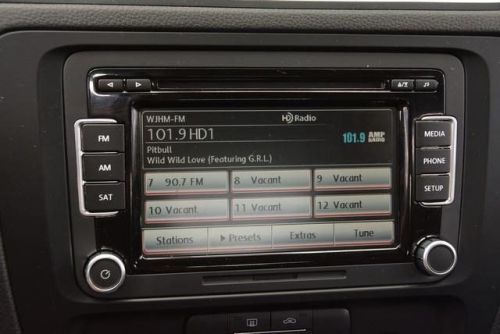 WJHM-FM
HD Radio
101.9 HD1
Pitbull
Wild Wild Love (Featuring G.R.L.)
101.9 AMP RADIO
FM
AM
SAT
MEDIA
PHONE
SETUP
7 90.7 FM
8 Vacant
9 Vacant
10 Vacant
11 Vacant
12 Vacant
Stations
Presets
Extras
Tune